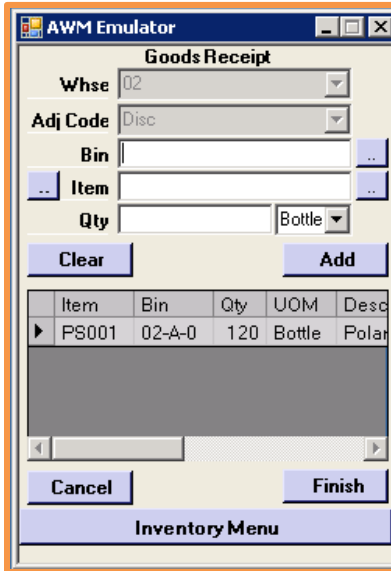 AWM Emulator
Goods Receipt
Whse 02
Adj Code Disc
Bin ..
.. Item ..
Qty Bottle
Clear Add
Item Bin Qty UOM Desc
PS001 02-A-0 120 Bottle Polar
Cancel Finish
Inventory Menu